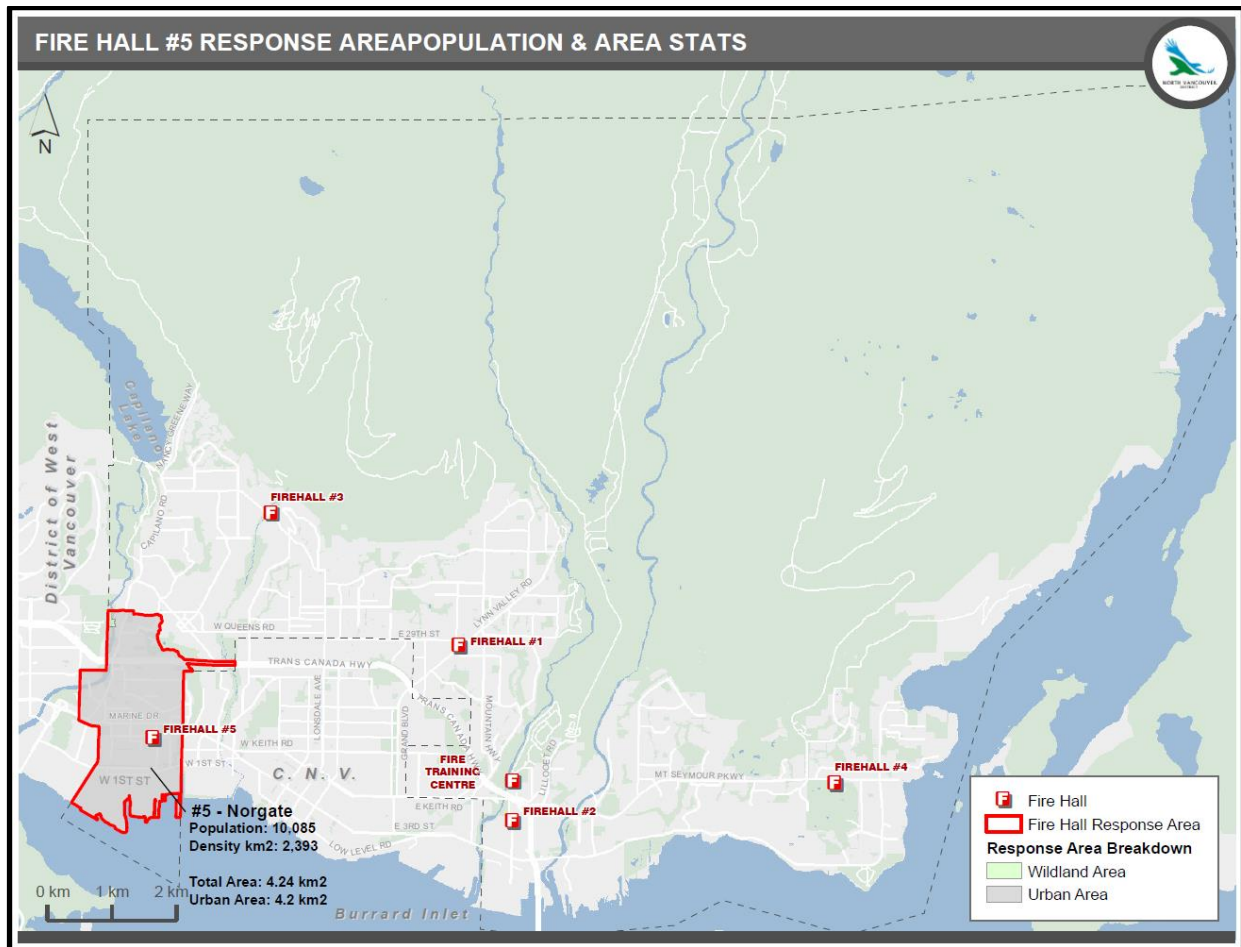 FIRE HALL #5 RESPONSE AREAPOPULATION & AREA STATS
NORTH VANCOUVER
DISTRICT
N
Capilano
Lake
NANCY GREENE WAY
District of West
Vancouver
CAPILANO RD
FIREHALL #3
F
LYNN VALLEY RD
W QUEENS RD
E 29TH ST
F
FIREHALL #1
TRANS CANADA HWY
LONSDALE AVE
GRAND BLVD
TRANS CANADA HWY
MOUNTAIN HWY
MARINE DR
F
FIREHALL #5
W KEITH RD
W 1ST ST
W 1ST ST
C. N. V.
FIRE
TRAINING
CENTRE
F
LILLOOET RD
MT SEYMOUR PKWY
FIREHALL #4
F
E KEITH RD
F
FIREHALL #2
E 3RD ST
LOW LEVEL RD
#5 - Norgate
Population: 10,085
Density km2: 2,393
Total Area: 4.24 km2
Urban Area: 4.2 km2
0 km 1 km 2 km
Burrard Inlet
F Fire Hall
Fire Hall Response Area
Response Area Breakdown
Wildland Area
Urban Area